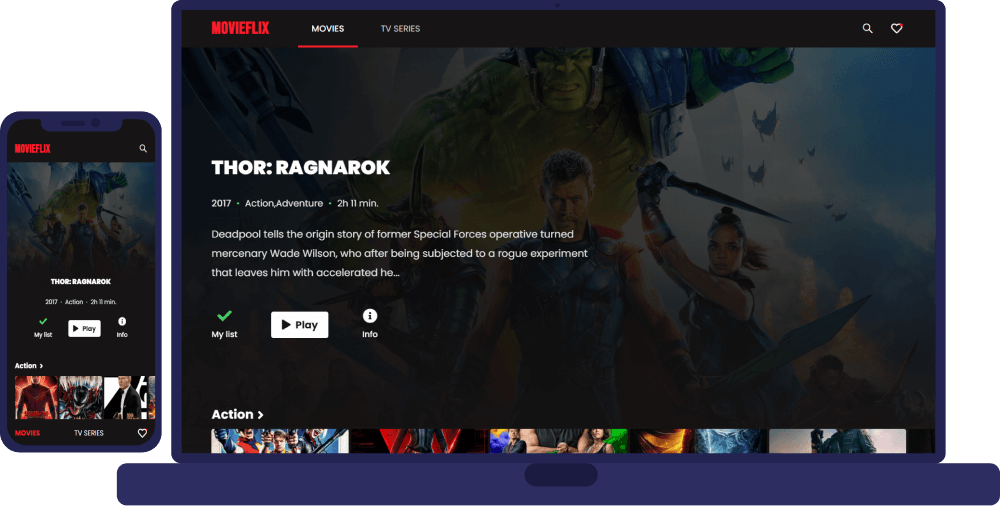 MOVIEFLIX
MOVIES
TV SERIES
THOR: RAGNAROK
2017 • Action,Adventure • 2h 11 min.
Deadpool tells the origin story of former Special Forces operative turned
mercenary Wade Wilson, who after being subjected to a rogue experiment
that leaves him with accelerated he...
My list
Play
Info
Action
MOVIEFLIX
THOR: RAGNAROK
2017 • Action • 2h 11 min.
My list
Play
Info
Action
MOVIES
TV SERIES